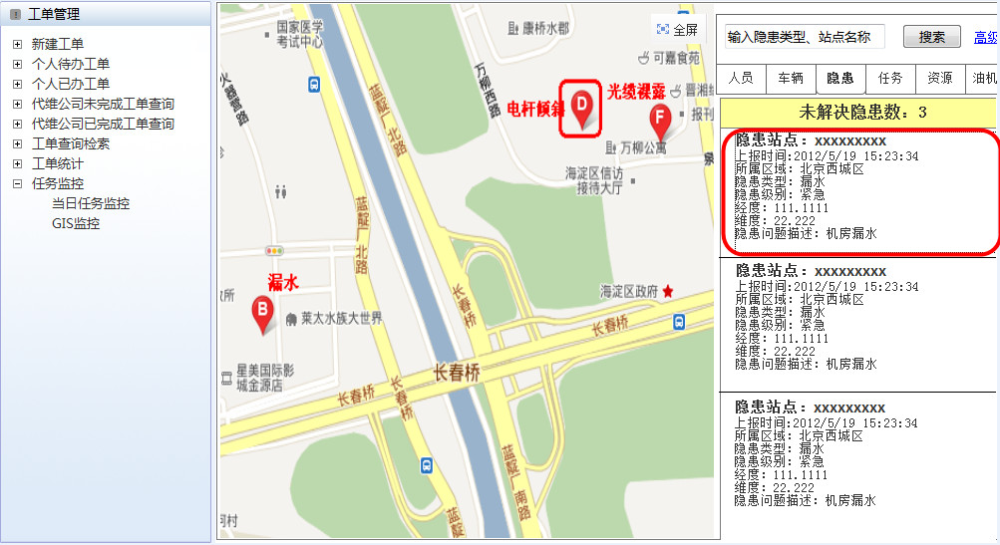 工单管理
新建工单
个人待办工单
个人已办工单
代维公司未完成工单查询
代维公司已完成工单查询
工单查询检索
工单统计
任务监控
当日任务监控
GIS监控
国家医学
考试中心
康桥水郡
全屏
可嘉食苑
万柳西路
火器营路
蓝靛厂北路
电杆倾斜
D
光缆裸露
F
晋湘
报刊
万柳公寓
泉
海淀区信访
接待大厅
蓝靛厂北路
漏水
B
政所
莱太水族大世界
长春桥
海淀区政府
长春桥
星美国际影
城金源店
长春桥
长春桥
长春桥
蓝靛厂南路
蓝靛
河村
输入隐患类型、站点名称
搜索
高级
人员
车辆
隐患
任务
资源
油机
未解决隐患数：3
隐患站点：xxxxxxxxx
上报时间:2012/5/19 15:23:34
所属区域：北京西城区
隐患类型：漏水
隐患级别：紧急
经度：111.1111
维度：22.222
隐患问题描述：机房漏水
隐患站点：xxxxxxxxx
上报时间:2012/5/19 15:23:34
所属区域：北京西城区
隐患类型：漏水
隐患级别：紧急
经度：111.1111
维度：22.222
隐患问题描述：机房漏水
隐患站点：xxxxxxxxx
上报时间:2012/5/19 15:23:34
所属区域：北京西城区
隐患类型：漏水
隐患级别：紧急
经度：111.1111
维度：22.222
隐患问题描述：机房漏水